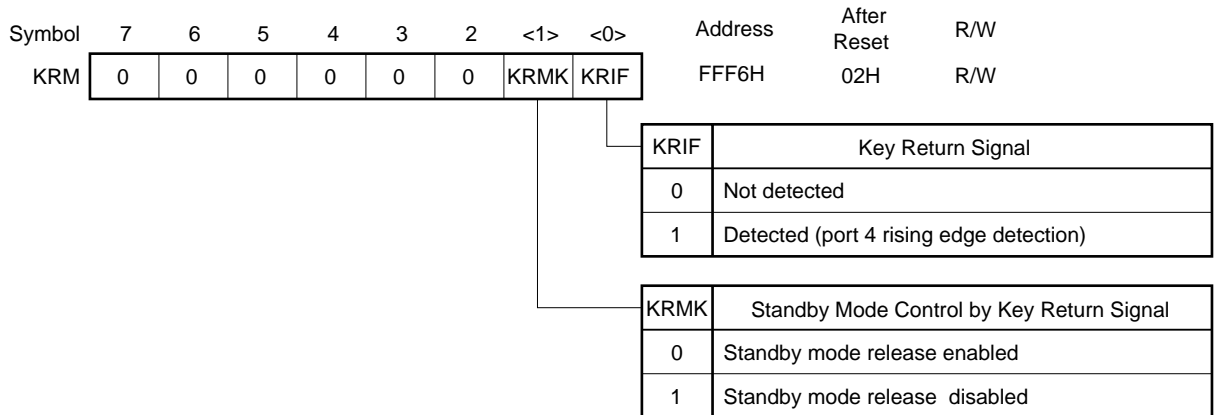 Symbol 7 6 5 4 3 2 <1> <0> Address After Reset R/W
KRM 0 0 0 0 0 0 KRMK KRIF FFF6H 02H R/W
KRIF Key Return Signal
0 Not detected
1 Detected (port 4 rising edge detection)
KRMK Standby Mode Control by Key Return Signal
0 Standby mode release enabled
1 Standby mode release disabled